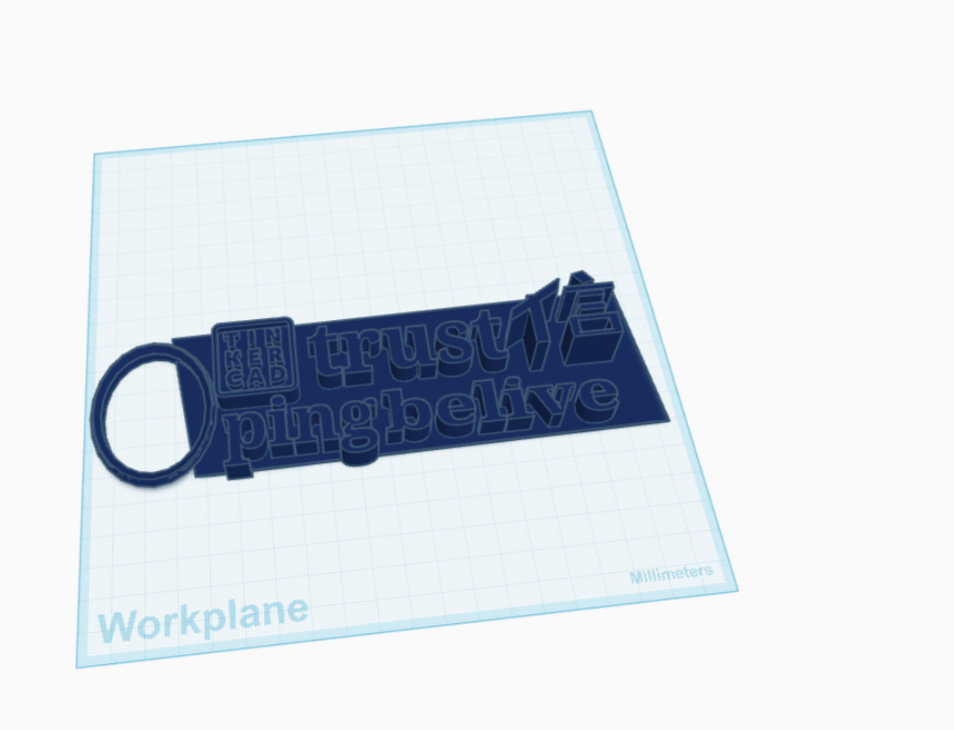 TIN
KER
CAD
trust
pingbelive
Workplane
Millimeters